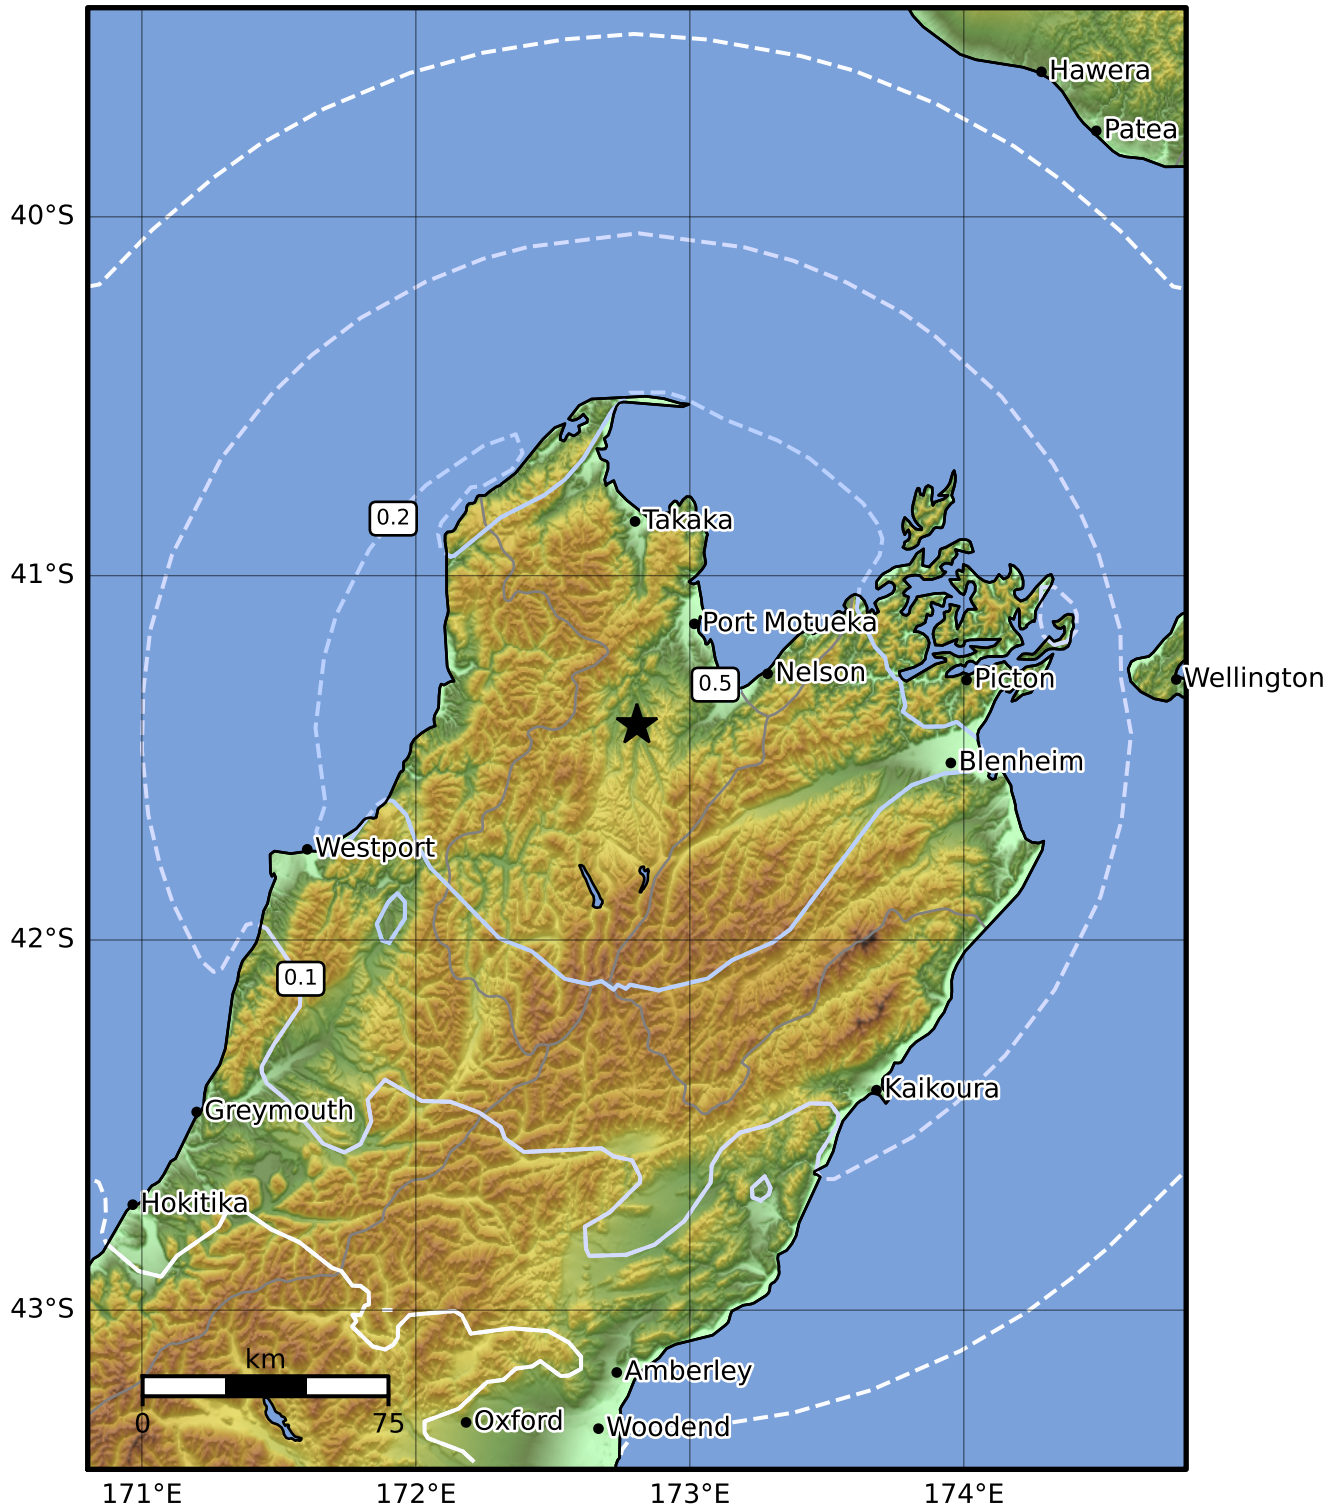 Hawera
Patea
40°S
0.2
Takaka
41°S
Port Motueka
Nelson
0.5
Picton
Wellington
Blenheim
Westport
42°S
0.1
Kaikoura
Greymouth
Hokitika
43°S
km
Amberley
0
75
Oxford
Woodend
171°E
172°E
173°E
174°E